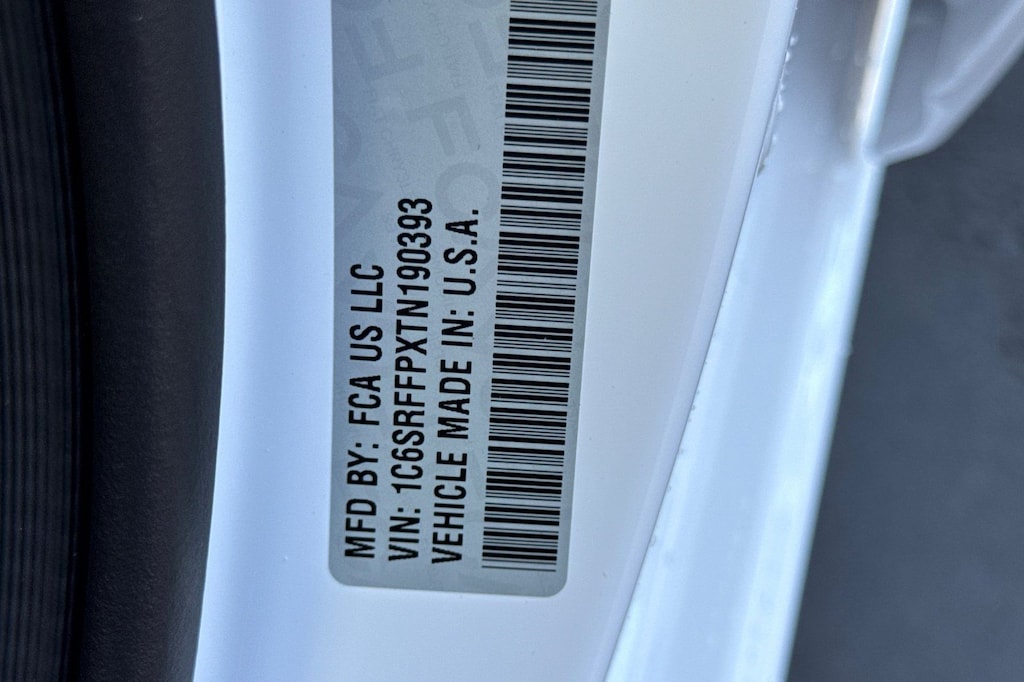 MFD BY: FCA US LLC
VIN: 1C6SRFFPXTN190393
VEHICLE MADE IN: U.S.A.